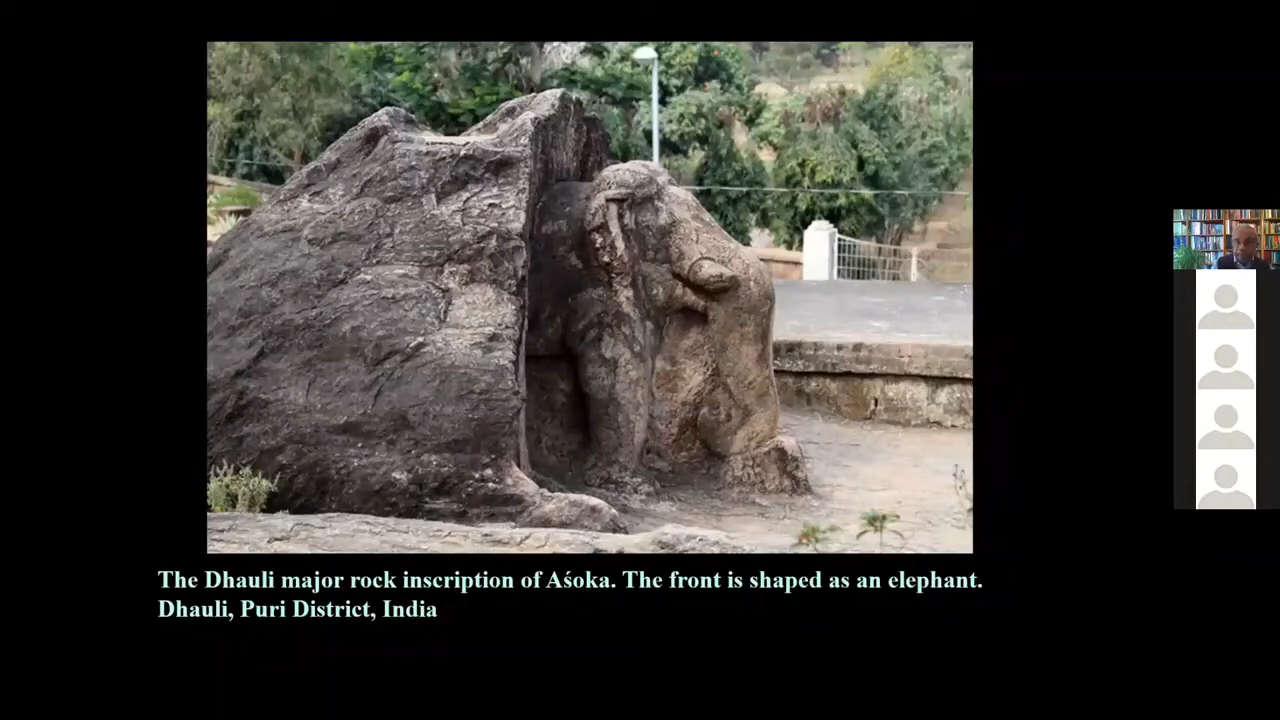 The Dhauli major rock inscription of Aśoka. The front is shaped as an elephant.
Dhauli, Puri District, India